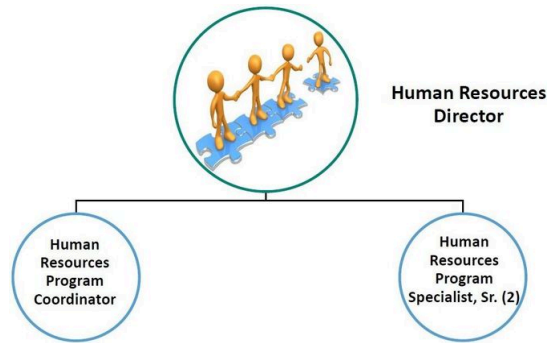 Human Resources
Director
Human
Resources
Program
Coordinator
Human
Resources
Program
Specialist, Sr. (2)